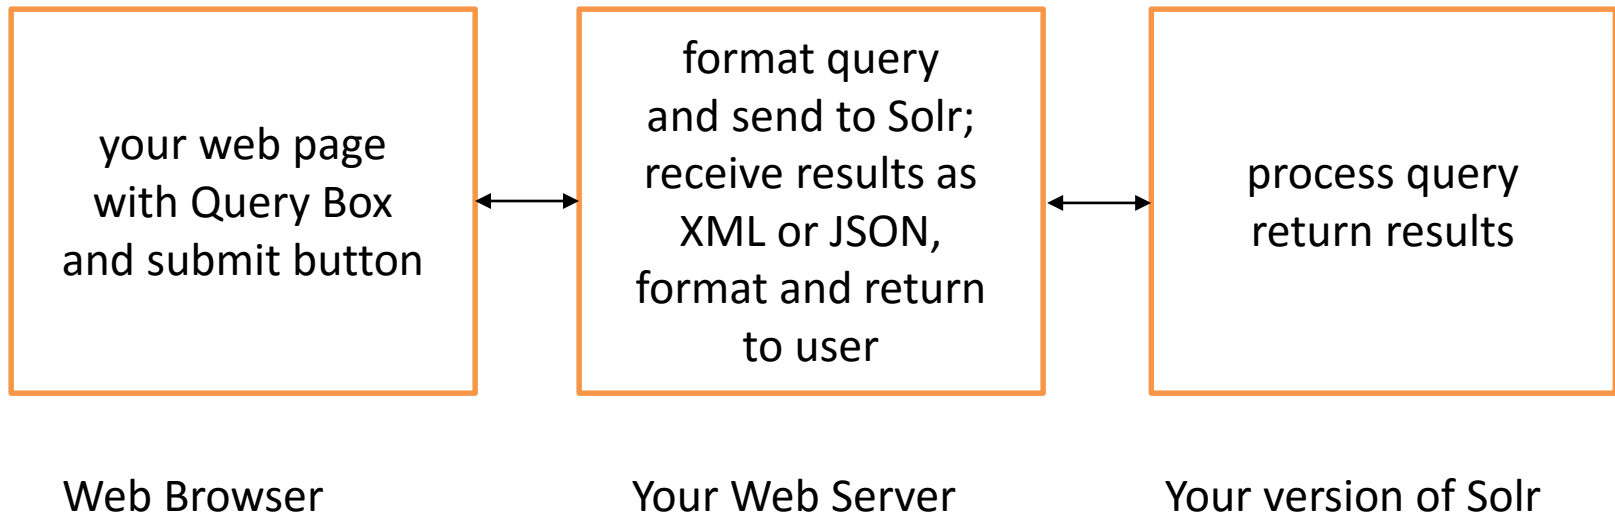 your web page
with Query Box
and submit button
format query
and send to Solr;
receive results as
XML or JSON,
format and return
to user
process query
return results
Web Browser
Your Web Server
Your version of Solr